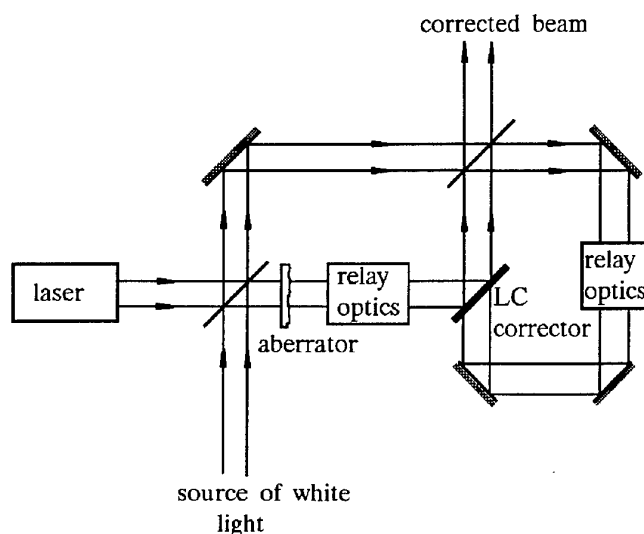 corrected beam
laser
relay
optics
aberrator
LC
corrector
relay
optics
source of white
light